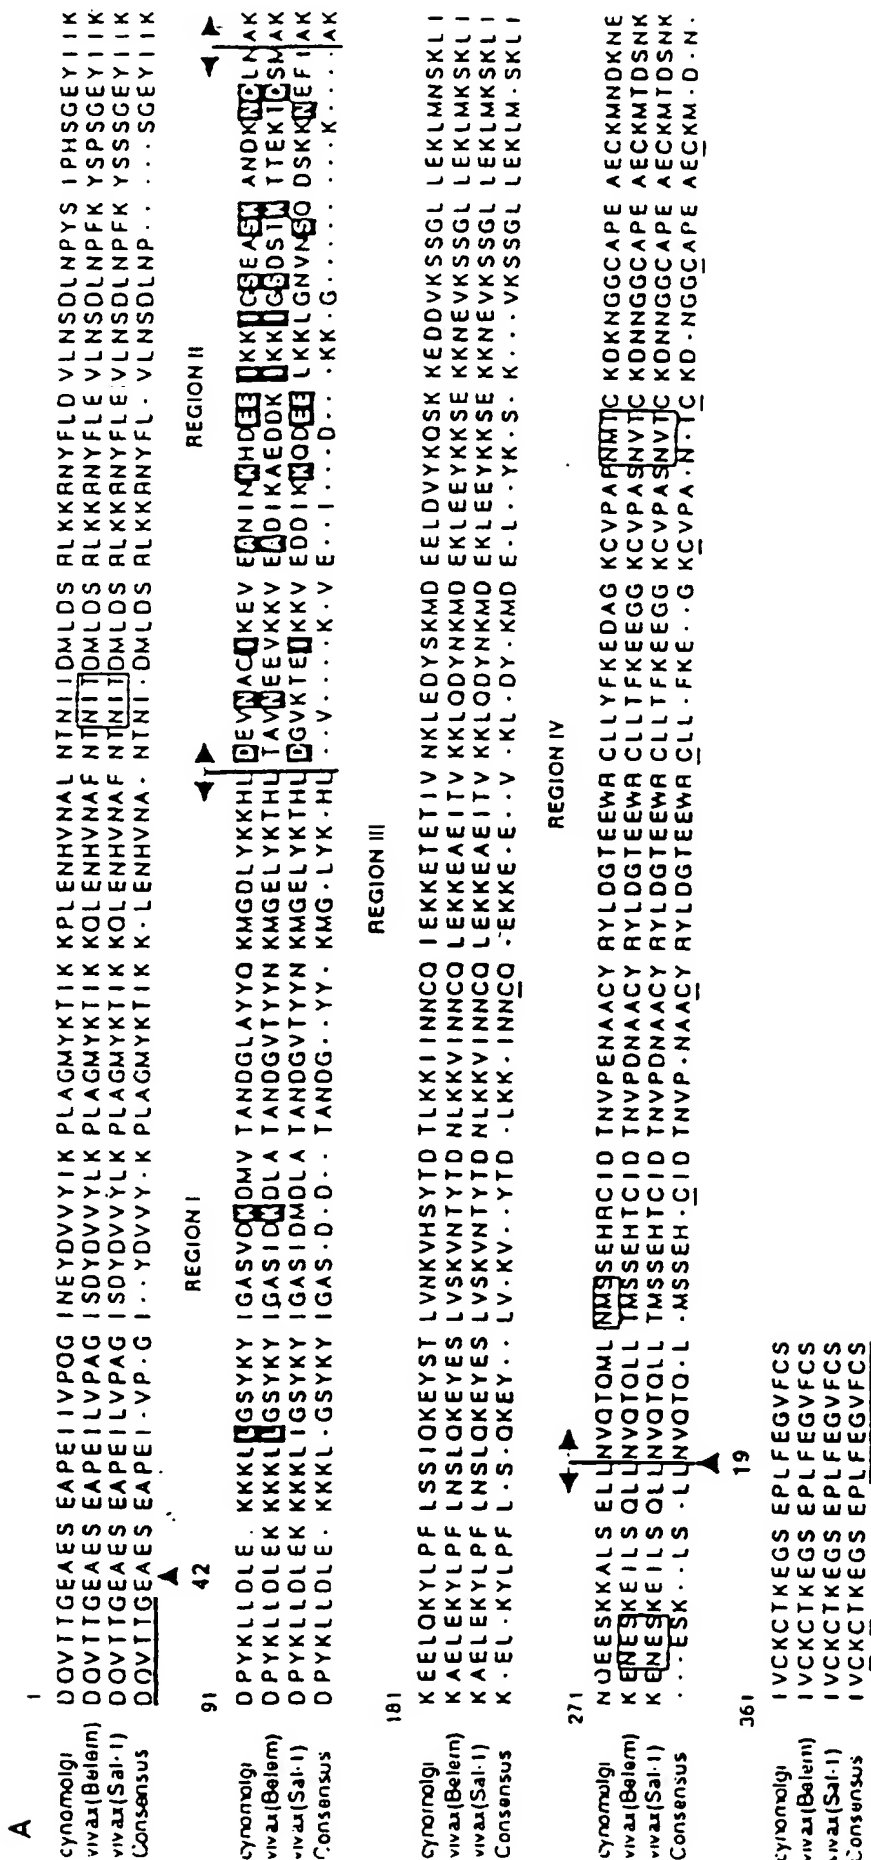 A
1
cynomolgi DQVTTGEAES EAPEIIVPQG INEYDVVYIK PLAGMYKTIK KPLENHVNAL NTNIIDMLDS RLKKRNYFLD VLNSDLNPYS IPHSGEYIIK
vivax(Belem) DQVTTGEAES EAPEILVPAG ISDYDVVYLK PLAGMYKTIK KQLENHVNAF NTNITDMLDS RLKKRNYFLE VLNSDLNPFK YSPSGEYIIK
vivax(Sal-1) DQVTTGEAES EAPEILVPAG ISDYDVVYLK PLAGMYKTIK KQLENHVNAF NTNITDMLDS RLKKRNYFLE VLNSDLNPFK YSSSGEYIIK
Consensus DQVTTGEAES EAPEI-VP-G I--YDVVY-K PLAGMYKTIK K-LENHVNA- NTNI-DMLDS RLKKRNYFL- VLNSDLNP-- ---SGEYIIK
42
REGION I REGION II
91
cynomolgi DPYKLLDLE- KKKLLGSYKY IGASVDKDMV TANDGLAYYQ KMGDLYKKHL DEVNACIKEV EANINKHDEE IKKIGSEASK ANDKNQLNAK
vivax(Belem) DPYKLLDLEK KKKLLGSYKY IGASIDKDLA TANDGVTYYN KMGELYKTHL TAVNEEVKKV EADIKAEDDK IKKIGSDSTK TTEKTQSMAK
vivax(Sal-1) DPYKLLDLEK KKKLIGSYKY IGASIDMDLA TANDGVTYYN KMGELYKTHL DGVKTEIKKV EDDIKKQDEE LKKLGNVNSQ DSKKNEFIAK
Consensus DPYKLLDLE- KKKL-GSYKY IGAS-D-D-- TANDG--YY- KMG-LYK-HL --V----K-V E--I---D-- -KK-G----- ---K----AK
REGION III
181
cynomolgi KEELQKYLPF LSSIQKEYST LVNKVHSYTD TLKKIINNCQ IEKKETETIV NKLEDYSKMD EELDVYKQSK KEDDVKSSGL LEKLMNSKLI
vivax(Belem) KAELEKYLPF LNSLQKEYES LVSKVNTYTD NLKKVINNCQ LEKKEAEITV KKLQDYNKMD EKLEEYKKSE KKNEVKSSGL LEKLMKSKLI
vivax(Sal-1) KAELEKYLPF LNSLQKEYES LVSKVNTYTD NLKKVINNCQ LEKKEAEITV KKLQDYNKMD EKLEEYKKSE KKNEVKSSGL LEKLMKSKLI
Consensus K-EL-KYLPF L-S-QKEY-- LV-KV--YTD -LKK-INNCQ -EKKE-E--V -KL-DY-KMD E-L--YK-S- K---VKSSGL LEKLM-SKLI
REGION IV
271
cynomolgi NQEESKKALS ELLNVQTQML NMSSEHRCID TNVPENAACY RYLDGTEEWR CLLYFKEDAG KCVPAPNMTC KDKNGGCAPE AECKMNDKNE
vivax(Belem) KENESKEILS QLLNVQTQLL TMSSEHTCID TNVPDNAACY RYLDGTEEWR CLLTFKEEGG KCVPASNVTC KDNNGGCAPE AECKMTDSNK
vivax(Sal-1) KENESKEILS QLLNVQTQLL TMSSEHTCID TNVPDNAACY RYLDGTEEWR CLLTFKEEGG KCVPASNVTC KDNNGGCAPE AECKMTDSNK
Consensus ---ESK--LS -LLNVQTQ-L -MSSEH-CID TNVP-NAACY RYLDGTEEWR CLL-FKE--G KCVPA-N-TC KD-NGGCAPE AECKM-D-N-
19
361
cynomolgi IVCKCTKEGS EPLFEGVFCS
vivax(Belem) IVCKCTKEGS EPLFEGVFCS
vivax(Sal-1) IVCKCTKEGS EPLFEGVFCS
Consensus IVCKCTKEGS EPLFEGVFCS